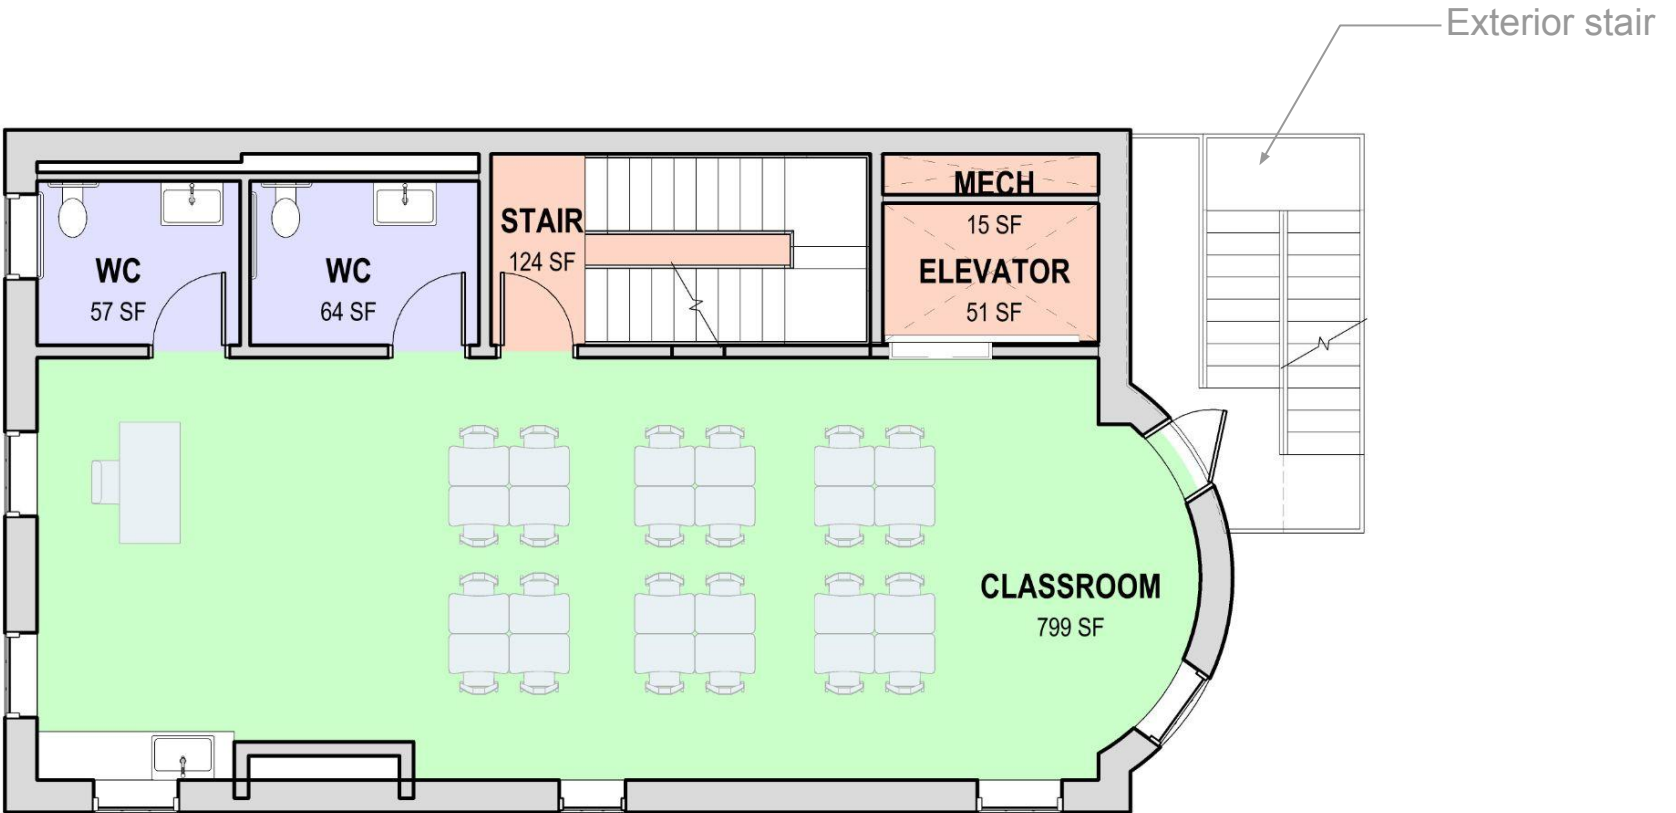 Exterior stair
WC
57 SF
WC
64 SF
STAIR
124 SF
MECH
15 SF
ELEVATOR
51 SF
CLASSROOM
799 SF